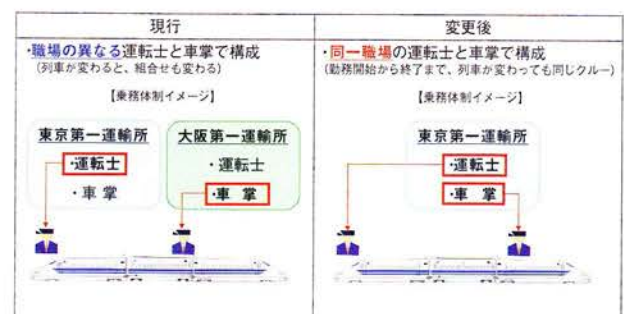 現行
・職場の異なる運転士と車掌で構成
(列車が変わると、組合せも変わる)
【乗務体制イメージ】
東京第一運輸所
・運転士
・車掌
大阪第一運輸所
・運転士
・車掌
変更後
・同一職場の運転士と車掌で構成
(勤務開始から終了まで、列車が変わっても同じクルー)
【乗務体制イメージ】
東京第一運輸所
・運転士
・車掌